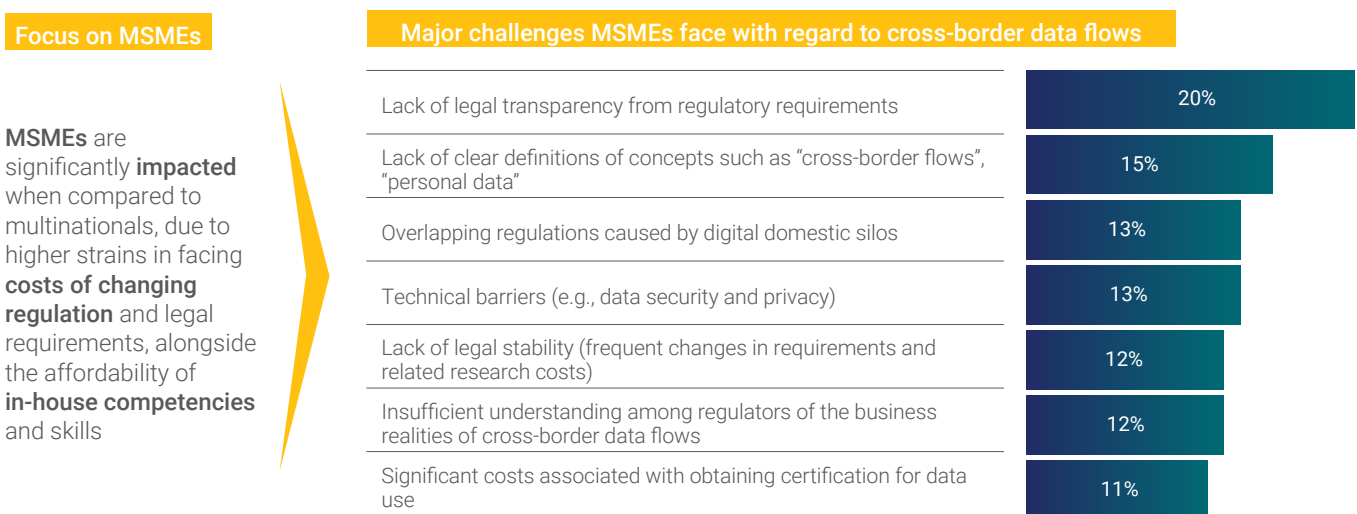 Focus on MSMEs
MSMEs are
significantly impacted
when compared to
multinationals, due to
higher strains in facing
costs of changing
regulation and legal
requirements, alongside
the affordability of
in-house competencies
and skills
Major challenges MSMEs face with regard to cross-border data flows
Lack of legal transparency from regulatory requirements
20%
Lack of clear definitions of concepts such as “cross-border flows”,
“personal data”
15%
Overlapping regulations caused by digital domestic silos
13%
Technical barriers (e.g., data security and privacy)
13%
Lack of legal stability (frequent changes in requirements and
related research costs)
12%
Insufficient understanding among regulators of the business
realities of cross-border data flows
12%
Significant costs associated with obtaining certification for data
use
11%